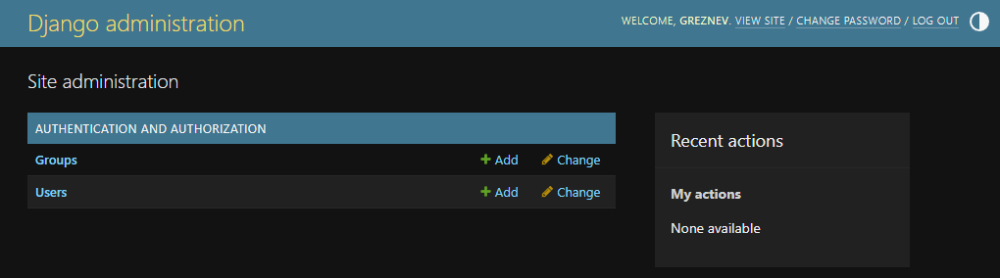 Django administration
WELCOME, GREZNEV. VIEW SITE / CHANGE PASSWORD / LOG OUT
Site administration
AUTHENTICATION AND AUTHORIZATION
Groups Add Change
Users Add Change
Recent actions
My actions
None available